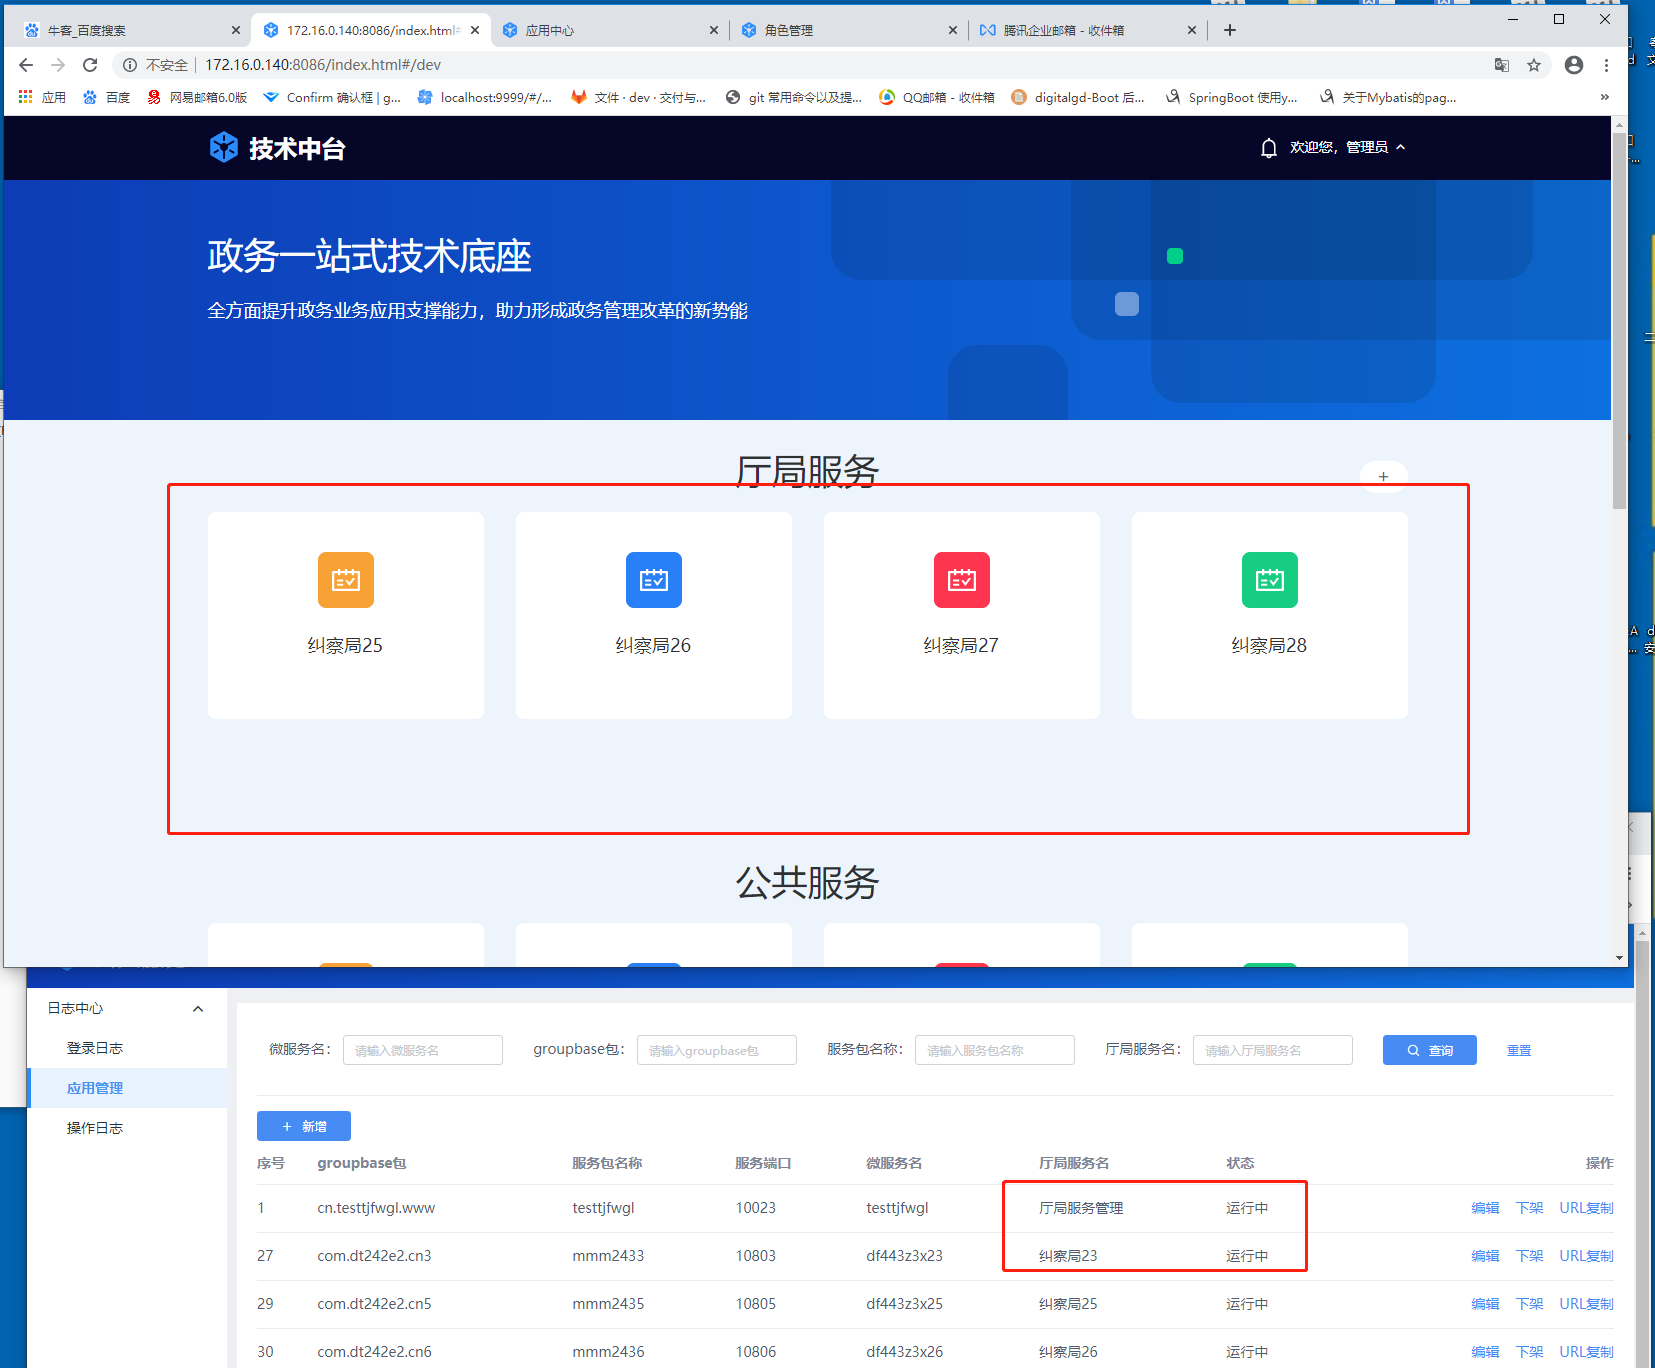 牛客_百度搜索
172.16.0.140:8086/index.html#
应用中心
角色管理
腾讯企业邮箱 - 收件箱
不安全 172.16.0.140:8086/index.html#/dev
应用
百度
网易邮箱6.0版
Confirm 确认框 | g...
localhost:9999/#/...
文件 · dev · 交付与...
git 常用命令以及提...
QQ邮箱 - 收件箱
digitalgd-Boot 后...
SpringBoot 使用y...
关于Mybatis的pag...
技术中台
欢迎您，管理员
政务一站式技术底座
全方面提升政务业务应用支撑能力，助力形成政务管理改革的新势能
厅局服务
+
纠察局25
纠察局26
纠察局27
纠察局28
公共服务
日志中心
登录日志
应用管理
操作日志
微服务名： 请输入微服务名 groupbase包： 请输入groupbase包 服务包名称： 请输入服务包名称 厅局服务名： 请输入厅局服务名 查询 重置
+ 新增
序号 groupbase包 服务包名称 服务端口 微服务名 厅局服务名 状态 操作
1 cn.testtjfwgl.www testtjfwgl 10023 testtjfwgl 厅局服务管理 运行中 编辑 下架 URL复制
27 com.dt242e2.cn3 mmm2433 10803 df443z3x23 纠察局23 运行中 编辑 下架 URL复制
29 com.dt242e2.cn5 mmm2435 10805 df443z3x25 纠察局25 运行中 编辑 下架 URL复制
30 com.dt242e2.cn6 mmm2436 10806 df443z3x26 纠察局26 运行中 编辑 下架 URL复制